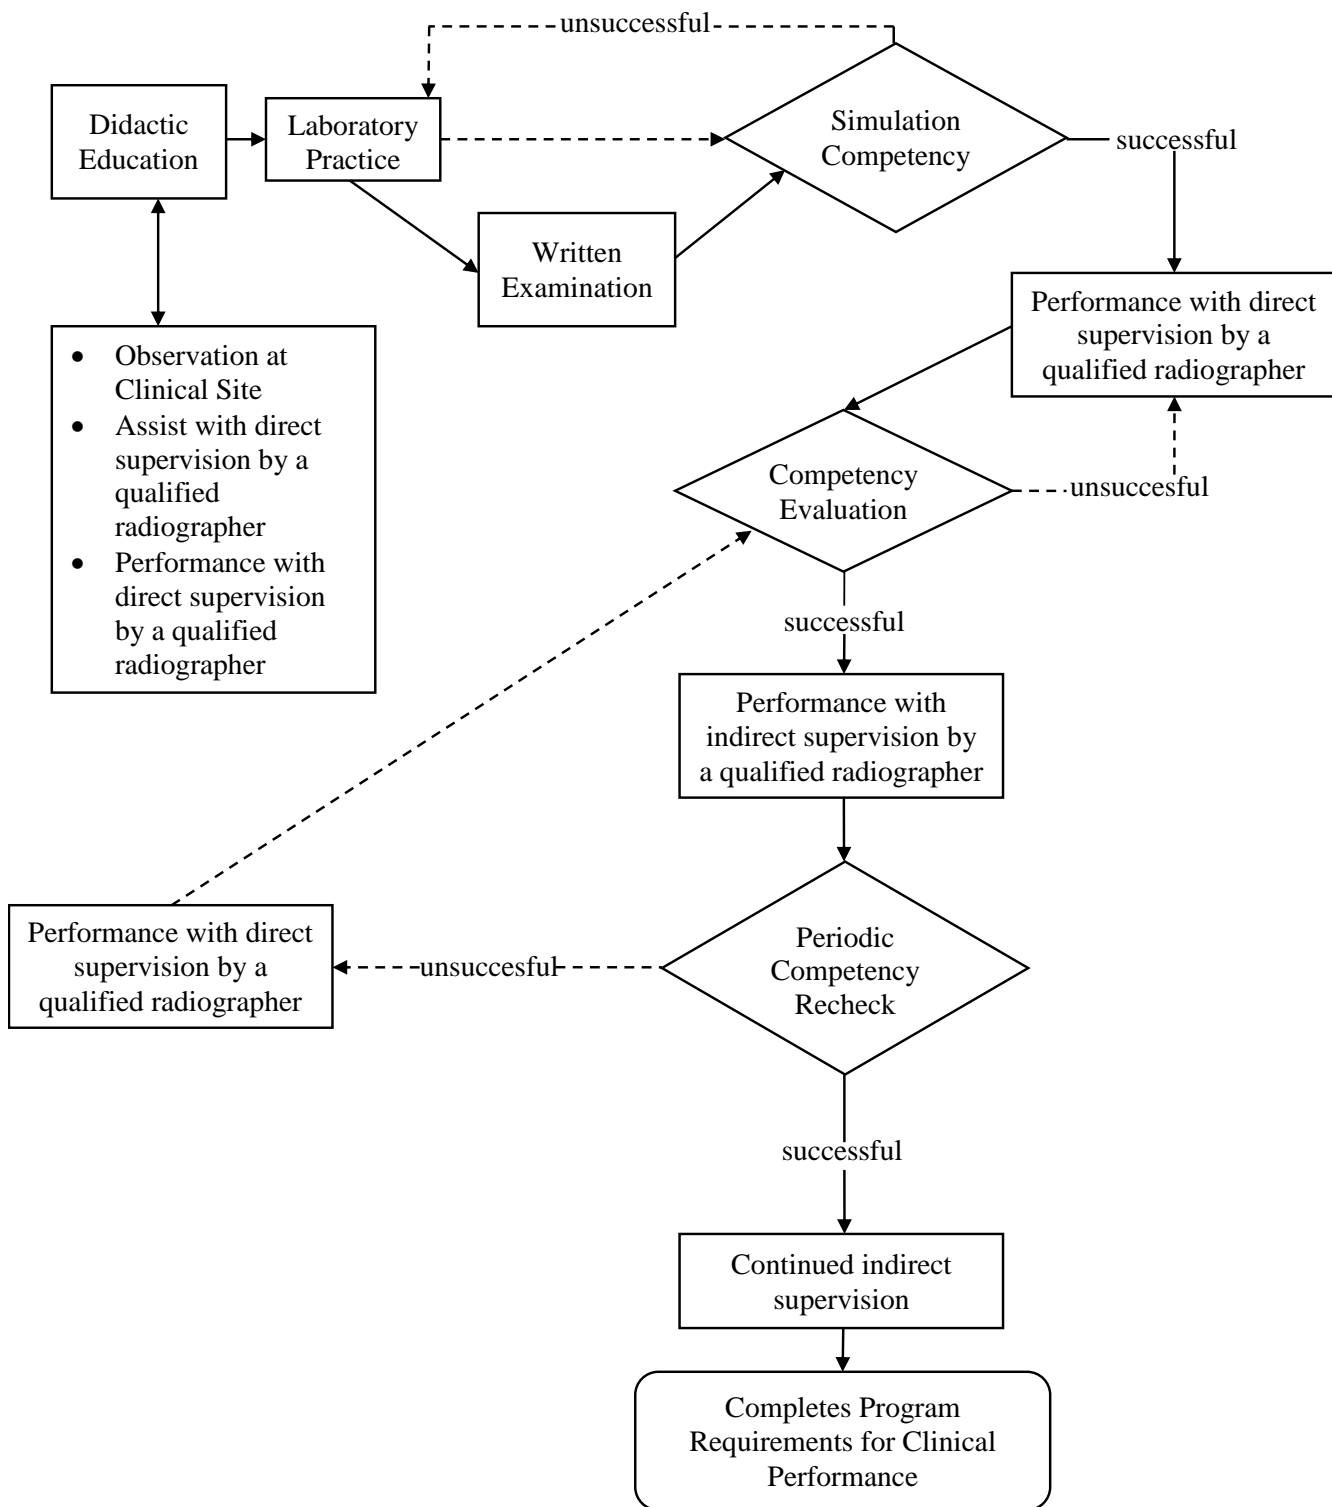 unsuccessful
Didactic
Education
Laboratory
Practice
Simulation
Competency
successful
Written
Examination
Performance with direct
supervision by a
qualified radiographer
• Observation at
Clinical Site
• Assist with direct
supervision by a
qualified
radiographer
• Performance with
direct supervision
by a qualified
radiographer
Competency
Evaluation
unsuccesful
successful
Performance with
indirect supervision by
a qualified radiographer
Performance with direct
supervision by a
qualified radiographer
unsuccesful
Periodic
Competency
Recheck
successful
Continued indirect
supervision
Completes Program
Requirements for Clinical
Performance